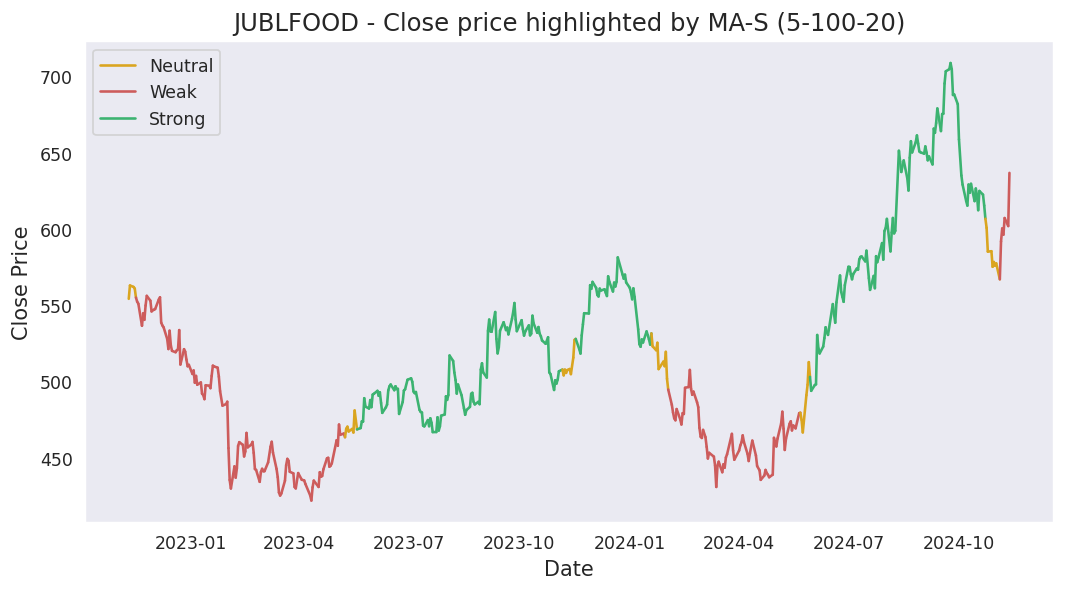 JUBLFOOD - Close price highlighted by MA-S (5-100-20)
Neutral
Weak
Strong
700
650
600
550
500
450
Close Price
2023-01 2023-04 2023-07 2023-10 2024-01 2024-04 2024-07 2024-10
Date